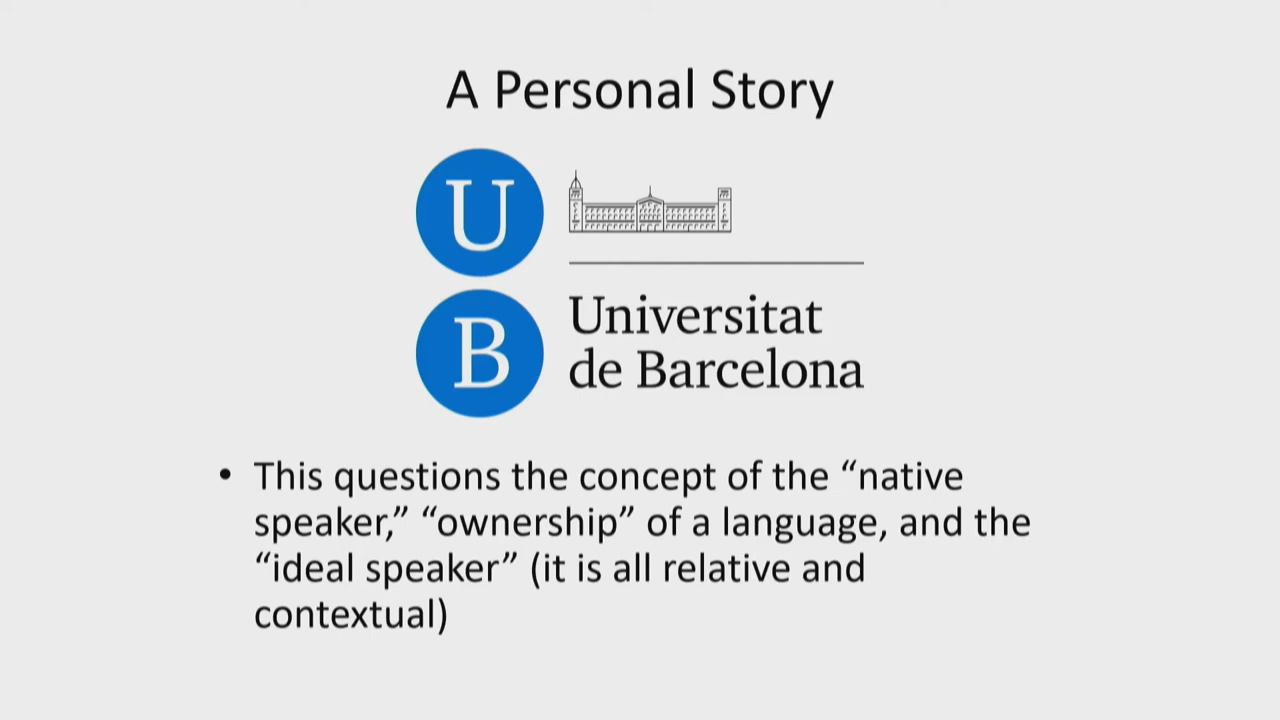 A Personal Story
U
B
Universitat
de Barcelona
• This questions the concept of the “native
speaker,” “ownership” of a language, and the
“ideal speaker” (it is all relative and
contextual)